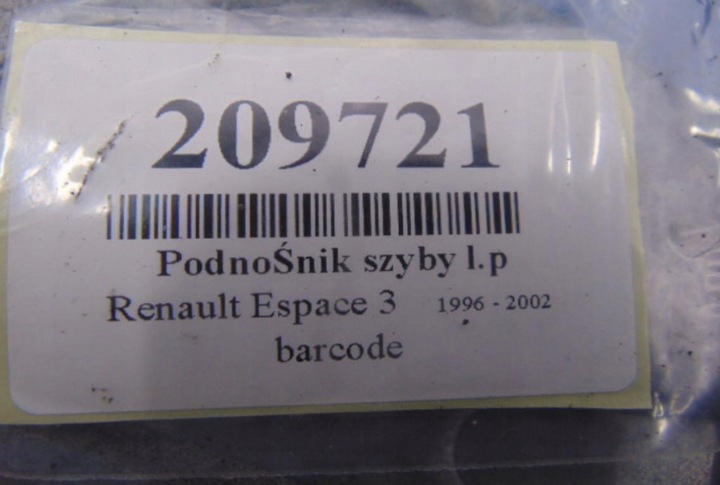 209721
PodnoŚnik szyby l.p
Renault Espace 3 1996 - 2002
barcode